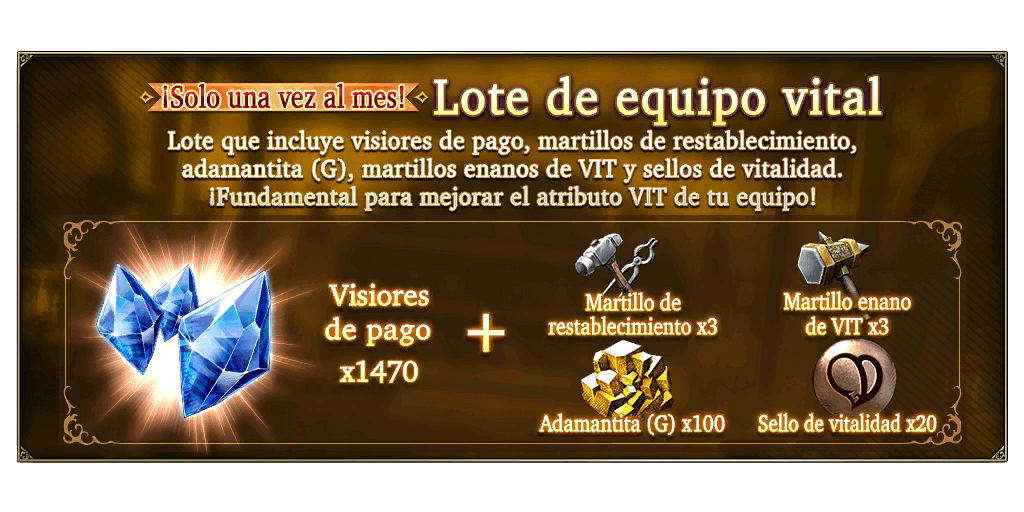 ¡Solo una vez al mes! Lote de equipo vital
Lote que incluye visiores de pago, martillos de restablecimiento,
adamantita (G), martillos enanos de VIT y sellos de vitalidad.
¡Fundamental para mejorar el atributo VIT de tu equipo!
Visiores
de pago
x1470
+
Martillo de
restablecimiento x3
Martillo enano
de VIT x3
Adamantita (G) x100
Sello de vitalidad x20